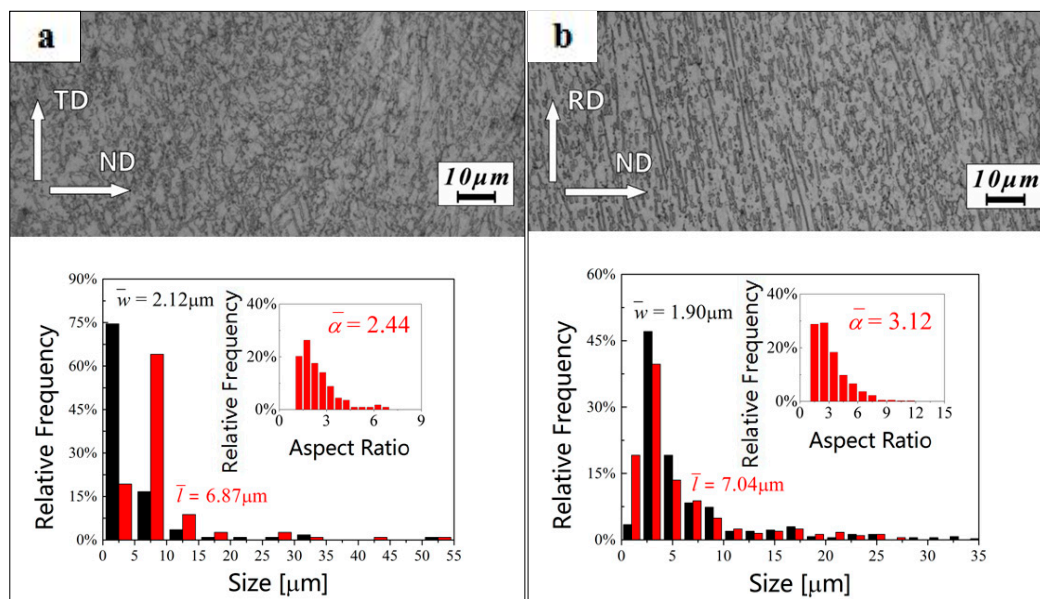 a
TD
ND
10μm
90%
75%
60%
45%
30%
15%
0%
0 5 10 15 20 25 30 35 40 45 50 55
Relative Frequency
Size [μm]
w̅ = 2.12μm
l̅ = 6.87μm
40%
20%
0%
0 3 6 9
Relative Frequency
Aspect Ratio
α̅ = 2.44
b
RD
ND
10μm
60%
45%
30%
15%
0%
0 5 10 15 20 25 30 35
Relative Frequency
Size [μm]
w̅ = 1.90μm
l̅ = 7.04μm
40%
20%
0%
0 3 6 9 12 15
Relative Frequency
Aspect Ratio
α̅ = 3.12